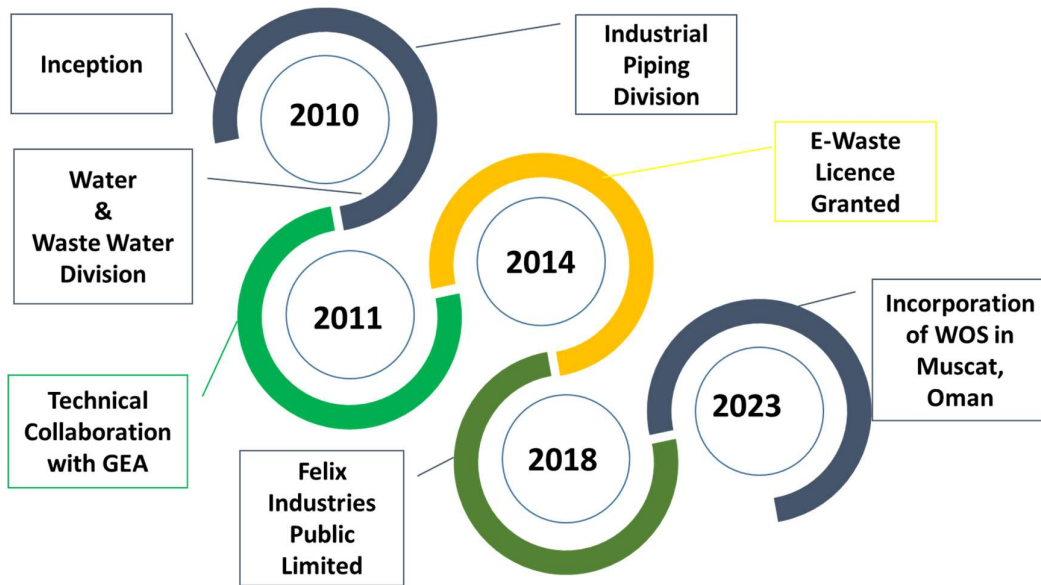 Inception
2010
Industrial
Piping
Division
Water
&
Waste Water
Division
2011
Technical
Collaboration
with GEA
2014
E-Waste
Licence
Granted
2018
Felix
Industries
Public
Limited
2023
Incorporation
of WOS in
Muscat,
Oman